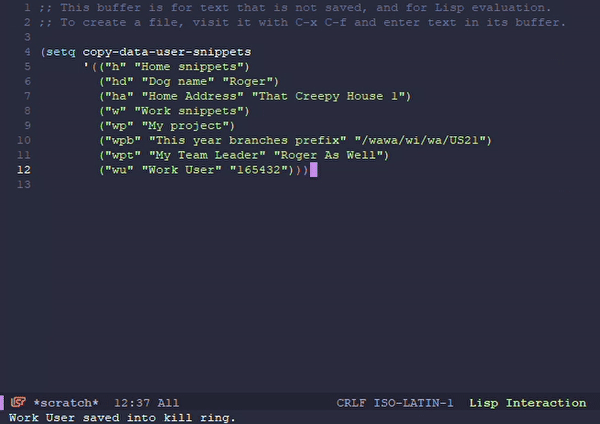 1 ;; This buffer is for text that is not saved, and for Lisp evaluation.
2 ;; To create a file, visit it with C-x C-f and enter text in its buffer.
3
4 (setq copy-data-user-snippets
5 '(("h" "Home snippets")
6 ("hd" "Dog name" "Roger")
7 ("ha" "Home Address" "That Creepy House 1")
8 ("w" "Work snippets")
9 ("wp" "My project")
10 ("wpb" "This year branches prefix" "/wawa/wi/wa/US21")
11 ("wpt" "My Team Leader" "Roger As Well")
12 ("wu" "Work User" "165432")))
13
*scratch* 12:37 All CRLF ISO-LATIN-1 Lisp Interaction
Work User saved into kill ring.